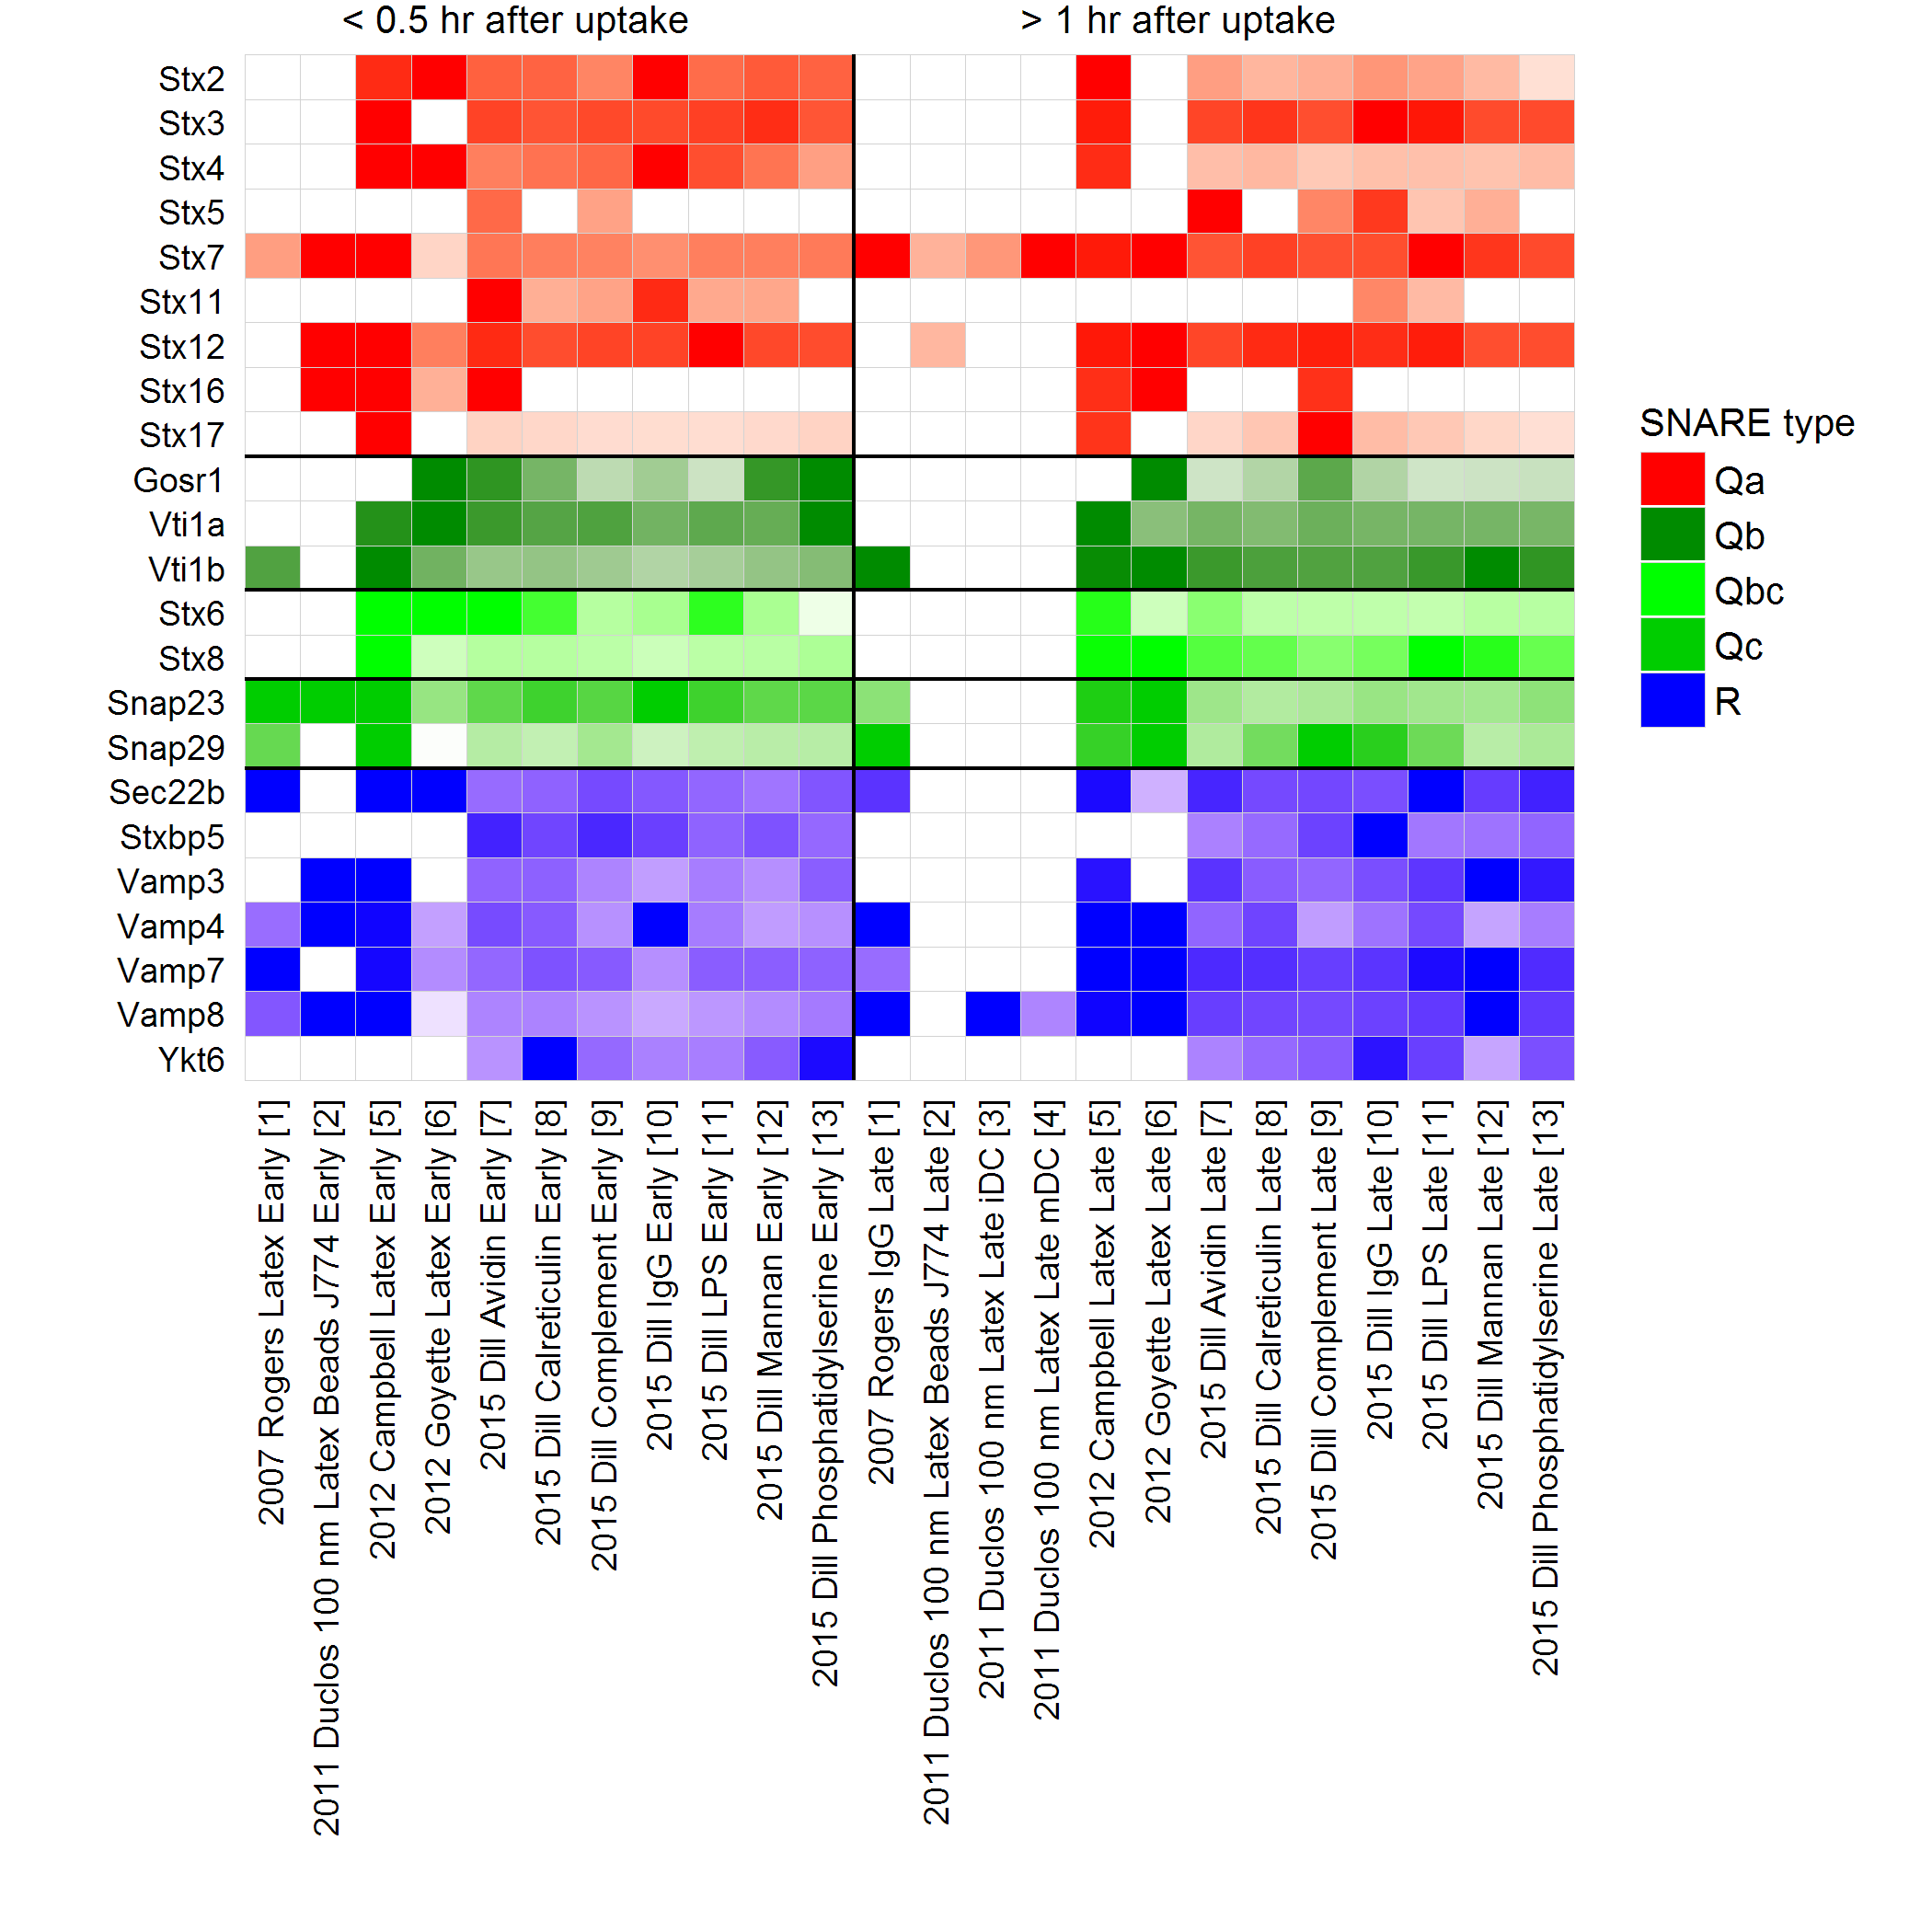 < 0.5 hr after uptake
> 1 hr after uptake
Stx2
Stx3
Stx4
Stx5
Stx7
Stx11
Stx12
Stx16
Stx17
Gosr1
Vti1a
Vti1b
Stx6
Stx8
Snap23
Snap29
Sec22b
Stxbp5
Vamp3
Vamp4
Vamp7
Vamp8
Ykt6
SNARE type
Qa
Qb
Qbc
Qc
R
2007 Rogers Latex Early [1]
2011 Duclos 100 nm Latex Beads J774 Early [2]
2012 Campbell Latex Early [5]
2012 Goyette Latex Early [6]
2015 Dill Avidin Early [7]
2015 Dill Calreticulin Early [8]
2015 Dill Complement Early [9]
2015 Dill IgG Early [10]
2015 Dill LPS Early [11]
2015 Dill Mannan Early [12]
2015 Dill Phosphatidylserine Early [13]
2007 Rogers IgG Late [1]
2011 Duclos 100 nm Latex Beads J774 Late [2]
2011 Duclos 100 nm Latex Late iDC [3]
2011 Duclos 100 nm Latex Late mDC [4]
2012 Campbell Latex Late [5]
2012 Goyette Latex Late [6]
2015 Dill Avidin Late [7]
2015 Dill Calreticulin Late [8]
2015 Dill Complement Late [9]
2015 Dill IgG Late [10]
2015 Dill LPS Late [11]
2015 Dill Mannan Late [12]
2015 Dill Phosphatidylserine Late [13]